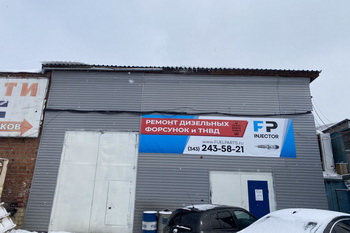 ТИ
КОВ
РЕМОНТ ДИЗЕЛЬНЫХ
ФОРСУНОК и ТНВД
(343) 243-58-21
FP
INJECTOR